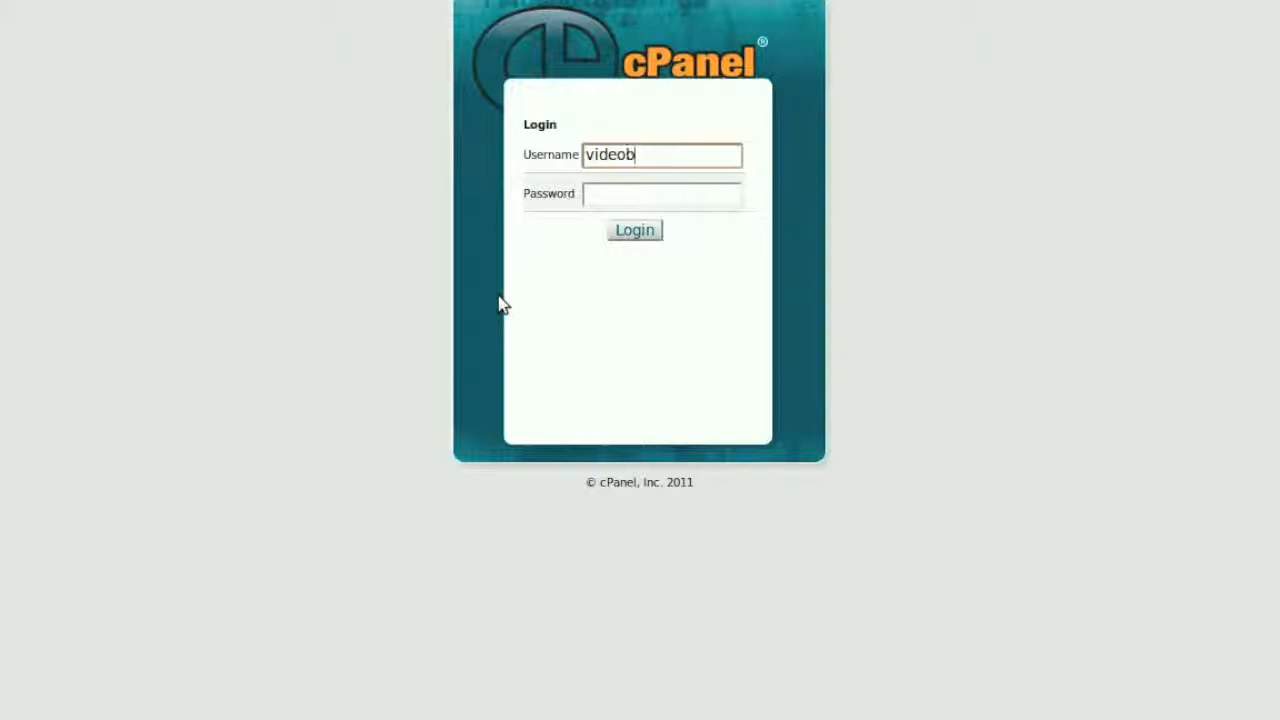 cPanel®
Login
Username videob
Password
Login
© cPanel, Inc. 2011